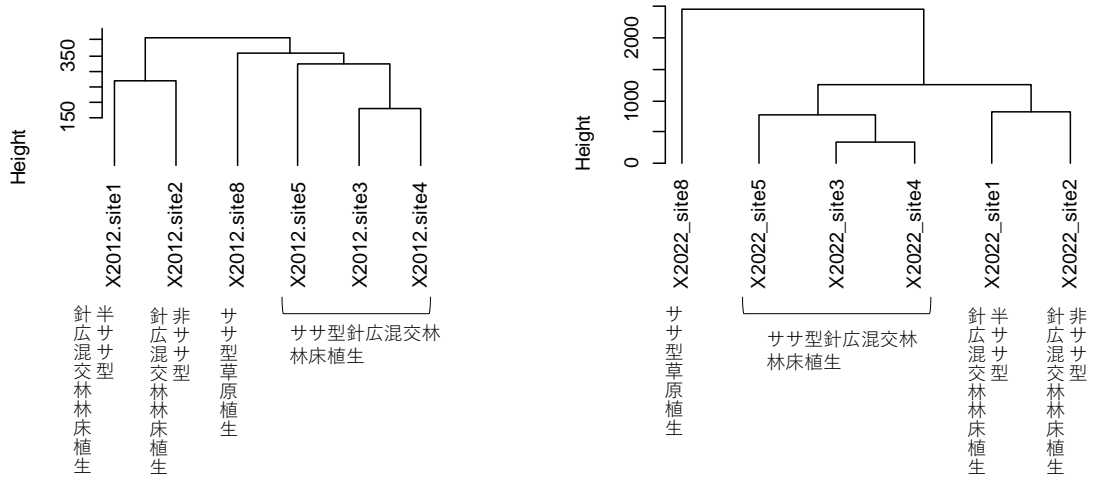 Height
350
150
X2012.site1
X2012.site2
X2012.site8
X2012.site5
X2012.site3
X2012.site4
半ササ型
針広混交林林床植生
非ササ型
針広混交林林床植生
ササ型草原植生
ササ型針広混交林
林床植生
Height
2000
1000
0
X2022_site8
X2022_site5
X2022_site3
X2022_site4
X2022_site1
X2022_site2
ササ型草原植生
ササ型針広混交林
林床植生
半ササ型
針広混交林林床植生
非ササ型
針広混交林林床植生